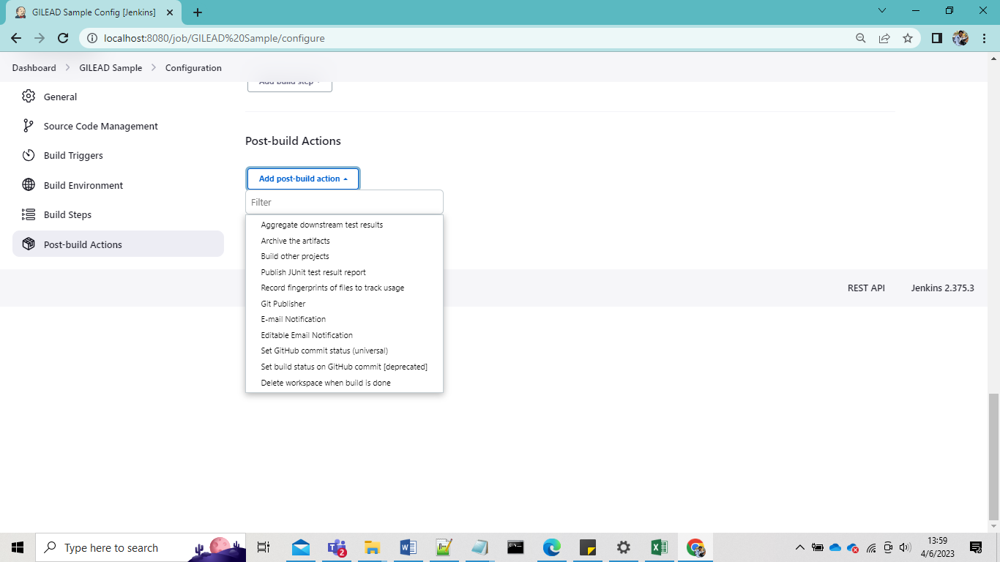 GILEAD Sample Config [Jenkins]
localhost:8080/job/GILEAD%20Sample/configure
Dashboard GILEAD Sample Configuration
General
Source Code Management
Build Triggers
Build Environment
Build Steps
Post-build Actions
Add build step
Post-build Actions
Add post-build action
Filter
Aggregate downstream test results
Archive the artifacts
Build other projects
Publish JUnit test result report
Record fingerprints of files to track usage
Git Publisher
E-mail Notification
Editable Email Notification
Set GitHub commit status (universal)
Set build status on GitHub commit [deprecated]
Delete workspace when build is done
REST API Jenkins 2.375.3
Type here to search
2
13:59
4/6/2023